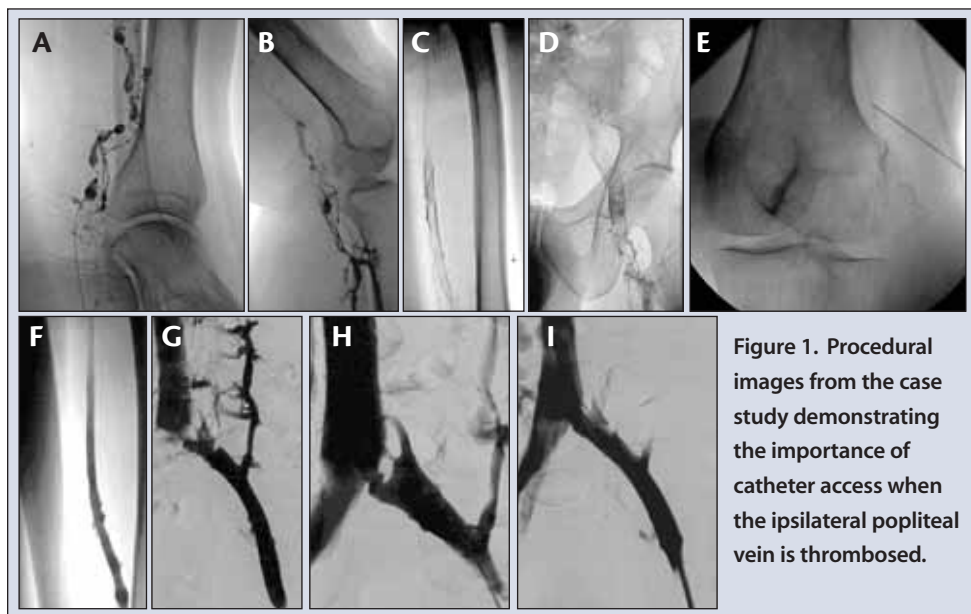 A
B
C
D
E
F
G
H
I
Figure 1. Procedural
images from the case
study demonstrating
the importance of
catheter access when
the ipsilateral popliteal
vein is thrombosed.